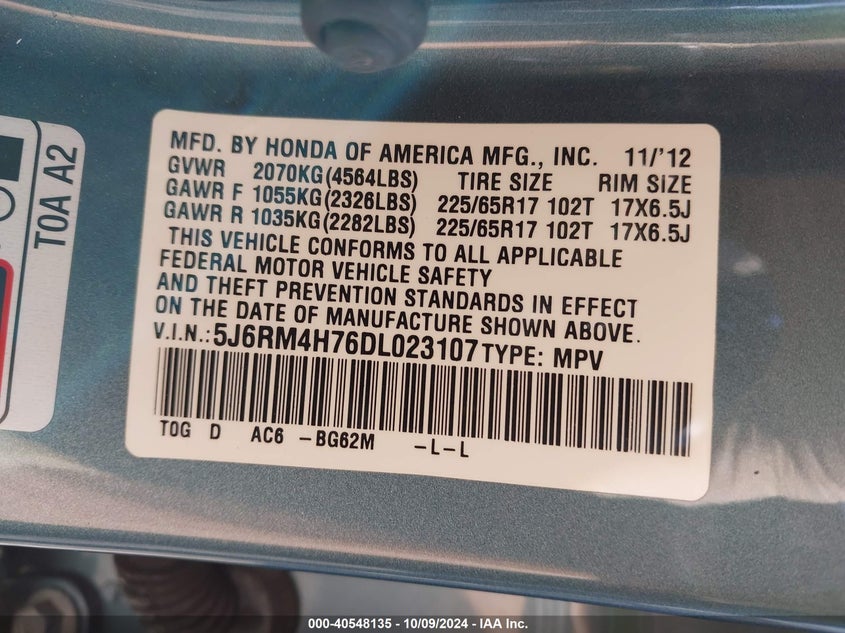 TOA A2
MFD. BY HONDA OF AMERICA MFG., INC. 11/'12
GVWR 2070KG(4564LBS) TIRE SIZE RIM SIZE
GAWR F 1055KG(2326LBS) 225/65R17 102T 17X6.5J
GAWR R 1035KG(2282LBS) 225/65R17 102T 17X6.5J
THIS VEHICLE CONFORMS TO ALL APPLICABLE
FEDERAL MOTOR VEHICLE SAFETY
AND THEFT PREVENTION STANDARDS IN EFFECT
ON THE DATE OF MANUFACTURE SHOWN ABOVE.
V.I.N.:5J6RM4H76DL023107 TYPE: MPV
TOG D AC6 -BG62M -L-L
000-40548135 - 10/09/2024 - IAA Inc.